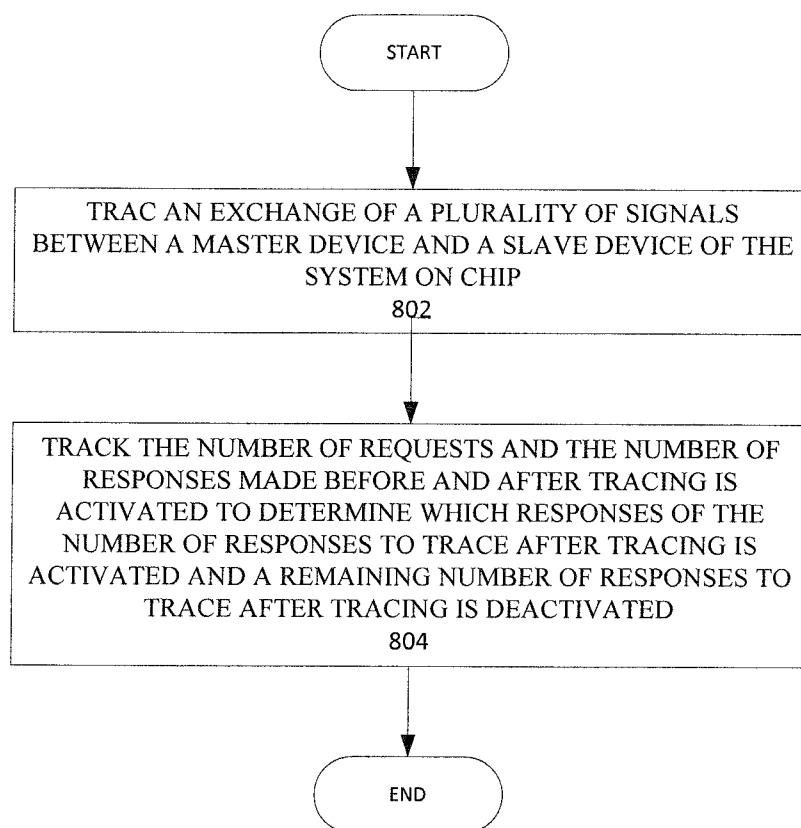 START
TRAC AN EXCHANGE OF A PLURALITY OF SIGNALS
BETWEEN A MASTER DEVICE AND A SLAVE DEVICE OF THE
SYSTEM ON CHIP
802
TRACK THE NUMBER OF REQUESTS AND THE NUMBER OF
RESPONSES MADE BEFORE AND AFTER TRACING IS
ACTIVATED TO DETERMINE WHICH RESPONSES OF THE
NUMBER OF RESPONSES TO TRACE AFTER TRACING IS
ACTIVATED AND A REMAINING NUMBER OF RESPONSES TO
TRACE AFTER TRACING IS DEACTIVATED
804
END